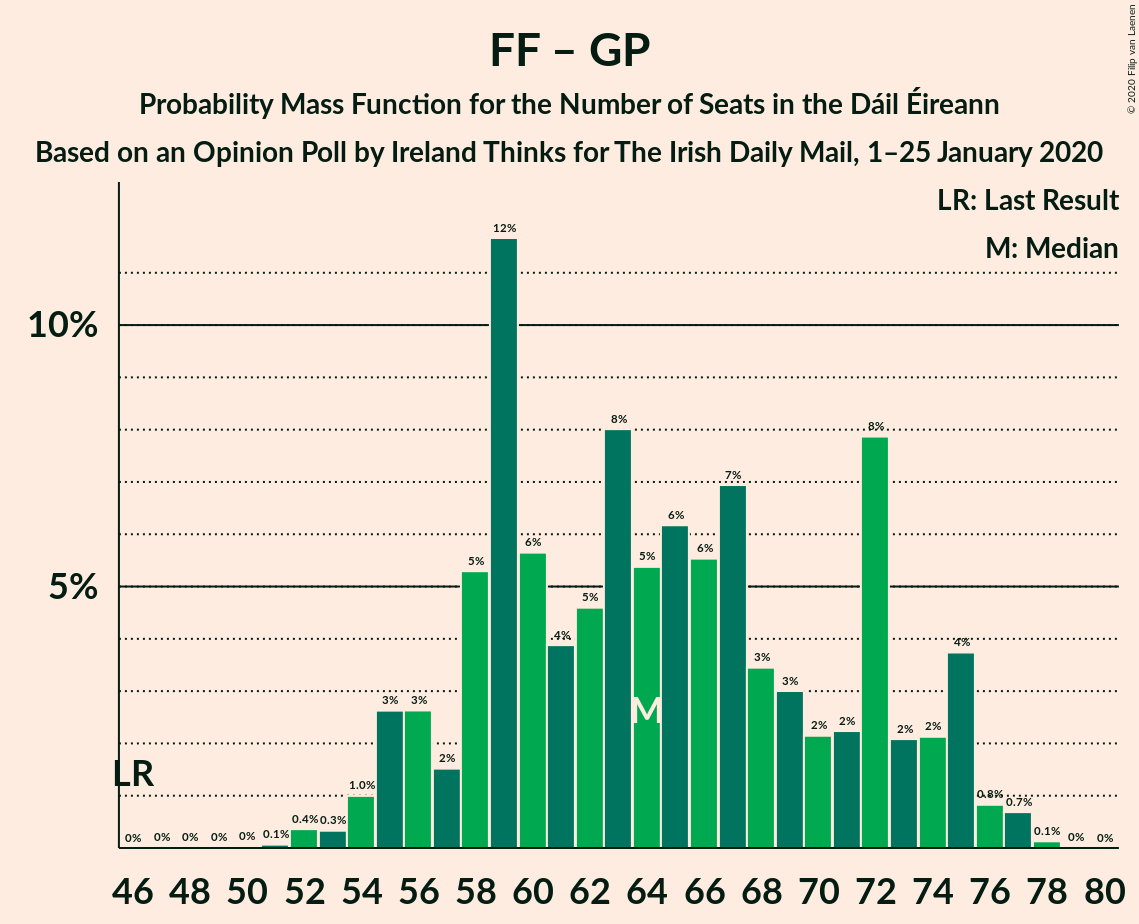 FF – GP
Probability Mass Function for the Number of Seats in the Dáil Éireann
Based on an Opinion Poll by Ireland Thinks for The Irish Daily Mail, 1–25 January 2020
© 2020 Filip van Laenen
LR: Last Result
M: Median
10%
5%
LR
M
0% 0% 0% 0% 0% 0.1% 0.4% 0.3% 1.0% 3% 3% 2% 5% 12% 6% 4% 5% 8% 5% 6% 6% 7% 3% 3% 2% 2% 8% 2% 2% 4% 0.8% 0.7% 0.1% 0% 0%
46 48 50 52 54 56 58 60 62 64 66 68 70 72 74 76 78 80